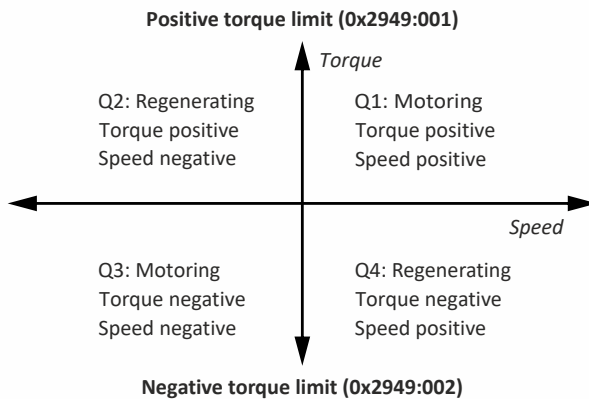 Positive torque limit (0x2949:001)
Torque
Q2: Regenerating
Torque positive
Speed negative
Q1: Motoring
Torque positive
Speed positive
Speed
Q3: Motoring
Torque negative
Speed negative
Q4: Regenerating
Torque negative
Speed positive
Negative torque limit (0x2949:002)